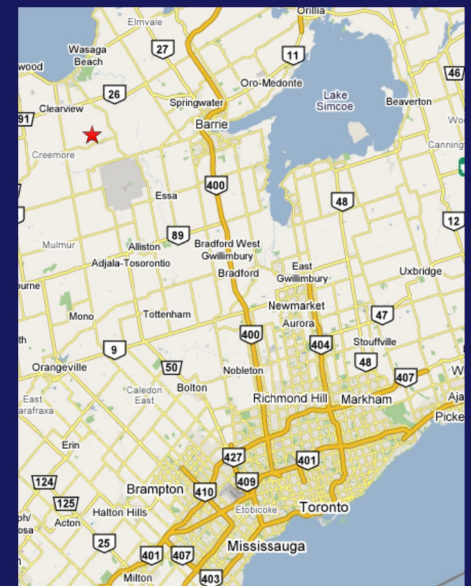 Elmvale
Orillia
Wasaga
Beach
27
11
wood
Oro-Medonte
46
26
Lake
Simcoe
Clearview
Springwater
Beaverton
91
Barrie
Creemore
Canning
400
Essa
48
12
89
Mulmur
Alliston
Bradford West
Gwillimbury
Adjala-Tosorontio
Bradford
East
Gwillimbury
Uxbridge
urne
Newmarket
Mono
Tottenham
47
Aurora
9
400
404
Stouffville
Orangeville
50
Nobleton
48
407
East
arafraxa
Caledon
East
Bolton
Richmond Hill
Markham
Aja
Picke
Erin
427
401
124
Brampton
410
409
125
Halton Hills
Etobicoke
Toronto
Acton
25
Mississauga
401
407
Milton
403